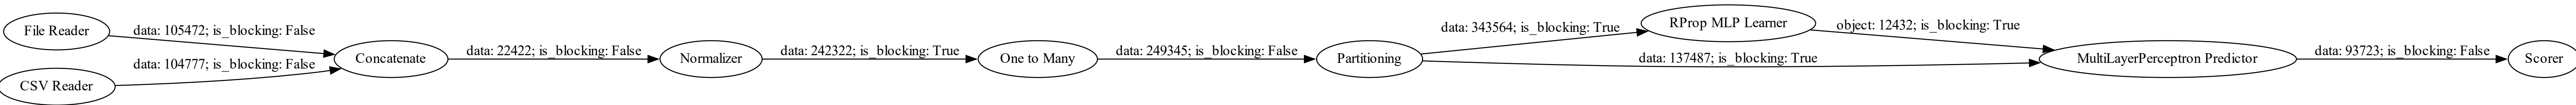 File Reader
data: 105472; is_blocking: False
CSV Reader
data: 104777; is_blocking: False
Concatenate
data: 22422; is_blocking: False
Normalizer
data: 242322; is_blocking: True
One to Many
data: 249345; is_blocking: False
Partitioning
data: 343564; is_blocking: True
RProp MLP Learner
object: 12432; is_blocking: True
data: 137487; is_blocking: True
MultiLayerPerceptron Predictor
data: 93723; is_blocking: False
Scorer